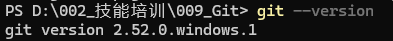 PS D:\002_技能培训\009_Git> git --version
git version 2.52.0.windows.1